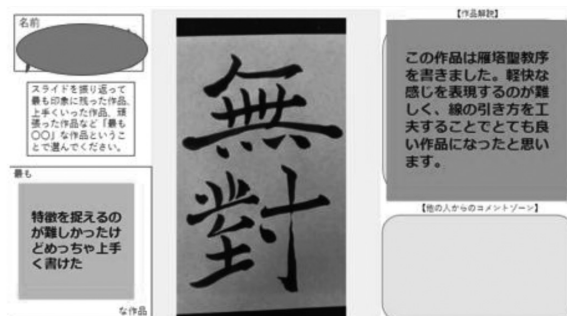 名前
スライドを振り返って
最も印象に残った作品、
上手くいった作品、頑
張った作品など「最も
〇〇」な作品というこ
とで選んでください。
最も
特徴を捉えるの
が難しかったけ
どめっちゃ上手
く書けた
な作品
無
對
【作品解説】
この作品は雁塔聖教序
を書きました。軽快な
感じを表現するのが難
しく、線の引き方を工
夫することでとても良
い作品になったと思い
ます。
【他の人からのコメントゾーン】